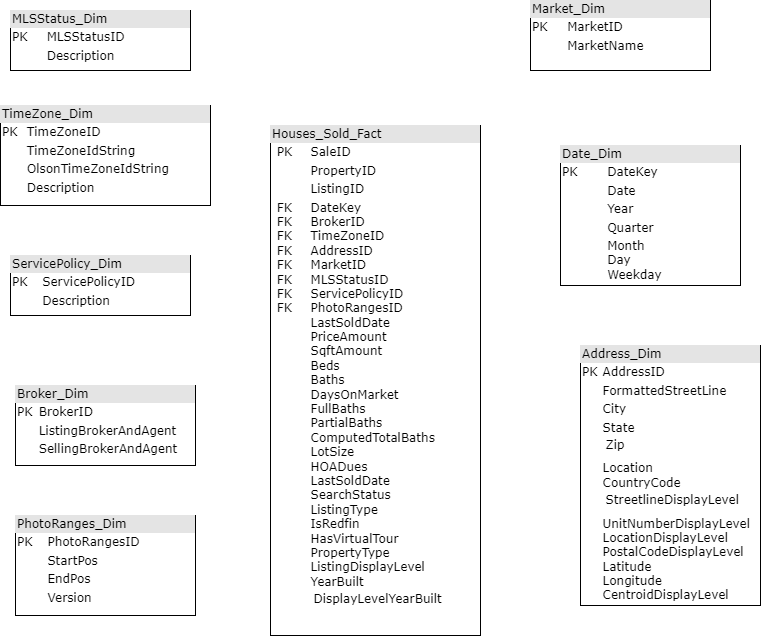 MLSStatus_Dim
PK MLSStatusID
Description
Market_Dim
PK MarketID
MarketName
TimeZone_Dim
PK TimeZoneID
TimeZoneIdString
OlsonTimeZoneIdString
Description
Houses_Sold_Fact
PK SaleID
PropertyID
ListingID
FK DateKey
FK BrokerID
FK TimeZoneID
FK AddressID
FK MarketID
FK MLSStatusID
FK ServicePolicyID
FK PhotoRangesID
LastSoldDate
PriceAmount
SqftAmount
Beds
Baths
DaysOnMarket
FullBaths
PartialBaths
ComputedTotalBaths
LotSize
HOADues
LastSoldDate
SearchStatus
ListingType
IsRedfin
HasVirtualTour
PropertyType
ListingDisplayLevel
YearBuilt
DisplayLevelYearBuilt
Date_Dim
PK DateKey
Date
Year
Quarter
Month
Day
Weekday
ServicePolicy_Dim
PK ServicePolicyID
Description
Address_Dim
PK AddressID
FormattedStreetLine
City
State
Zip
Location
CountryCode
StreetlineDisplayLevel
UnitNumberDisplayLevel
LocationDisplayLevel
PostalCodeDisplayLevel
Latitude
Longitude
CentroidDisplayLevel
Broker_Dim
PK BrokerID
ListingBrokerAndAgent
SellingBrokerAndAgent
PhotoRanges_Dim
PK PhotoRangesID
StartPos
EndPos
Version